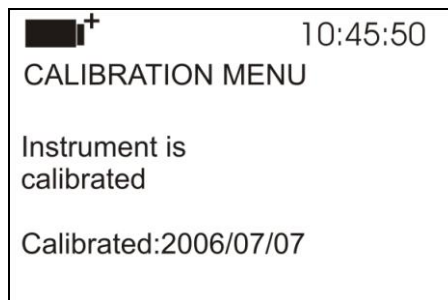 10:45:50
CALIBRATION MENU
Instrument is
calibrated
Calibrated:2006/07/07